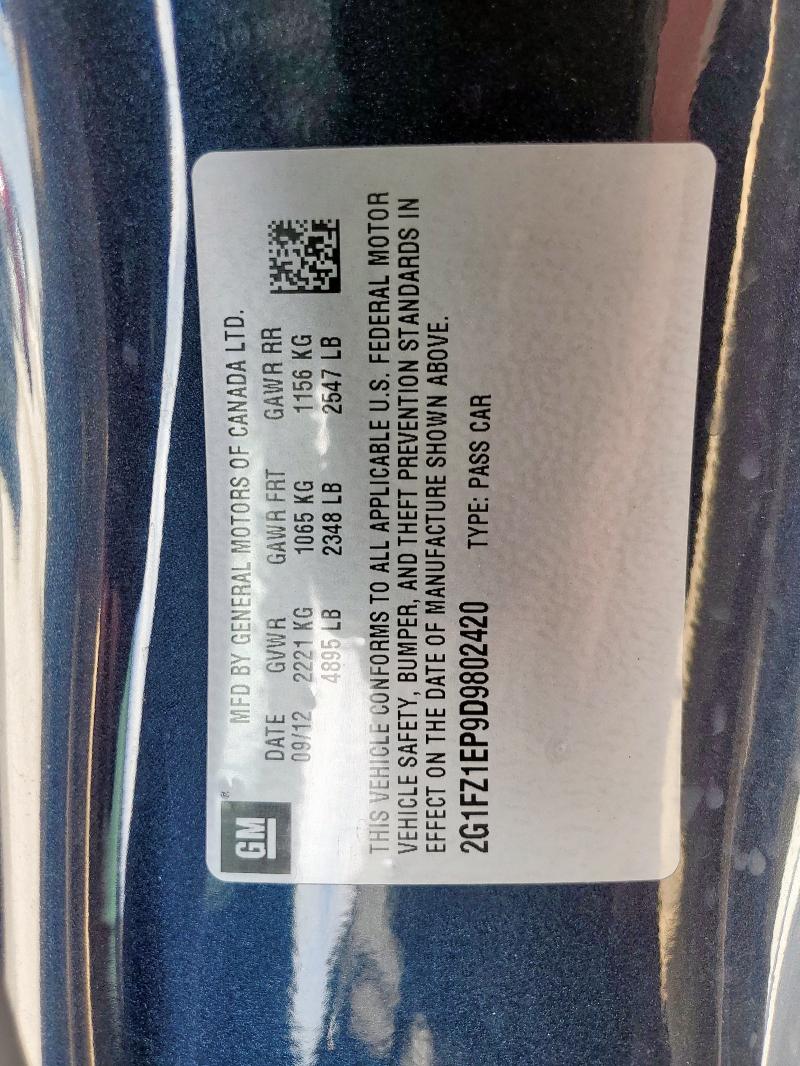 GM®
MFD BY GENERAL MOTORS OF CANADA LTD.
DATE GVWR GAWR FRT GAWR RR
09/12 2221 KG 1065 KG 1156 KG
4895 LB 2348 LB 2547 LB
THIS VEHICLE CONFORMS TO ALL APPLICABLE U.S. FEDERAL MOTOR
VEHICLE SAFETY, BUMPER, AND THEFT PREVENTION STANDARDS IN
EFFECT ON THE DATE OF MANUFACTURE SHOWN ABOVE.
2G1FZ1EP9D9802420 TYPE: PASS CAR